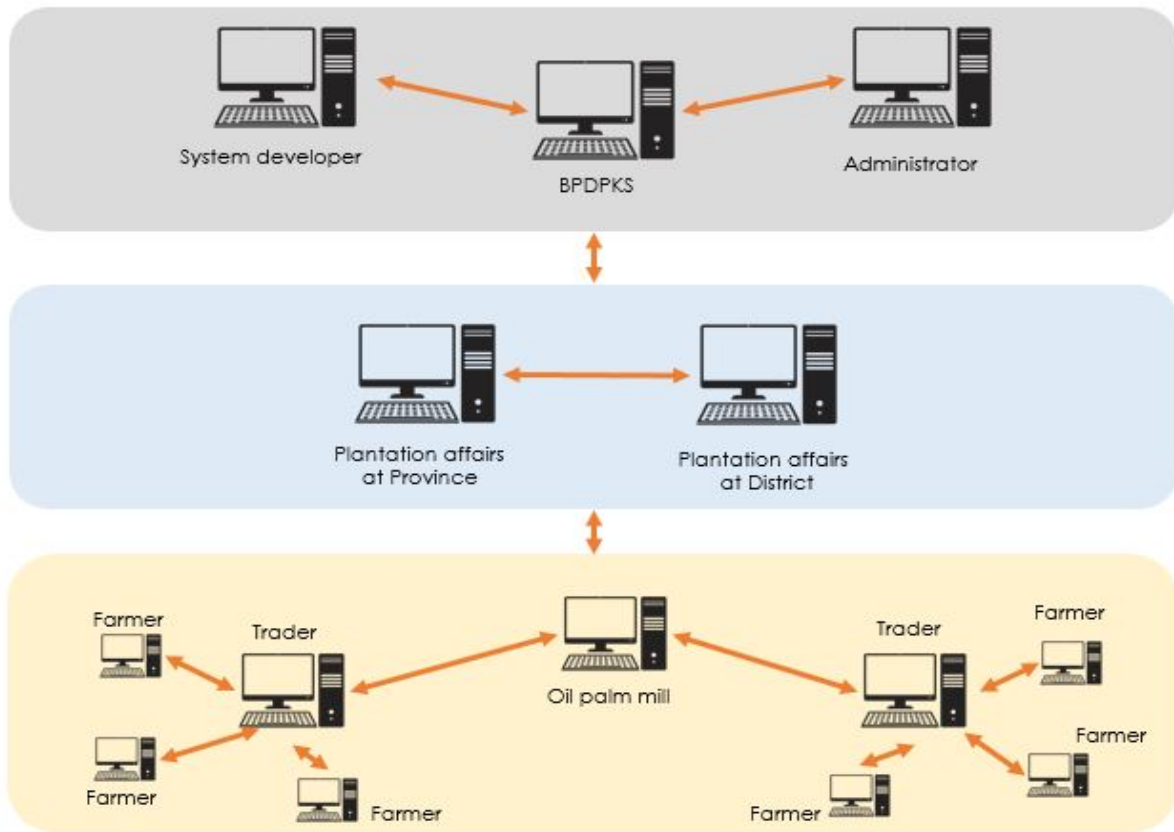 System developer
BPDPKS
Administrator
Plantation affairs
at Province
Plantation affairs
at District
Farmer
Trader
Oil palm mill
Trader
Farmer
Farmer
Farmer
Farmer
Farmer